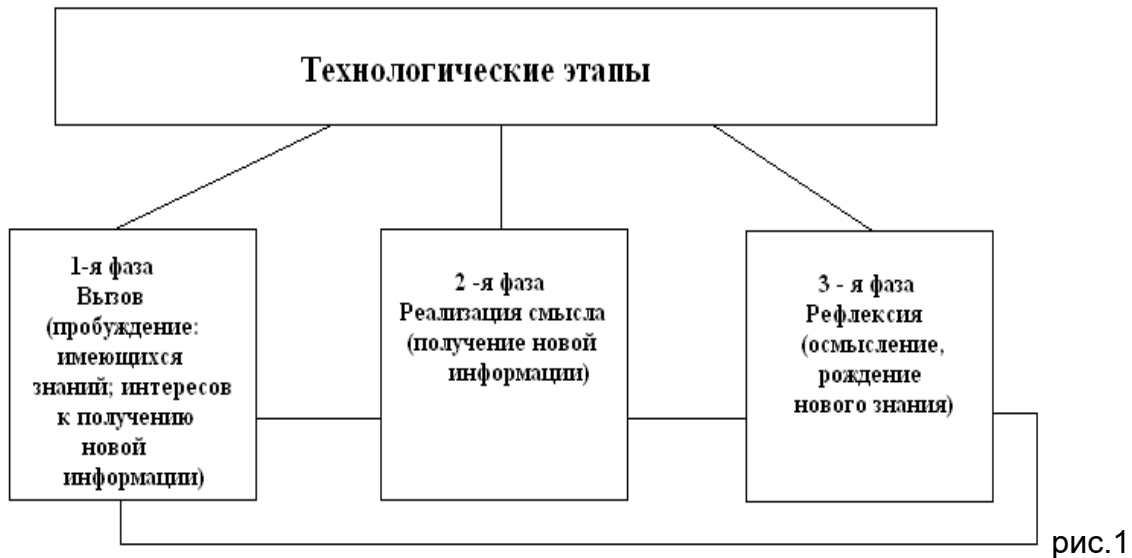 Технологические этапы
1-я фаза
Вызов
(пробуждение:
имеющихся
знаний; интересов
к получению
новой
информации)
2 -я фаза
Реализация смысла
(получение новой
информации)
3 - я фаза
Рефлексия
(осмысление,
рождение
нового знания)
рис.1